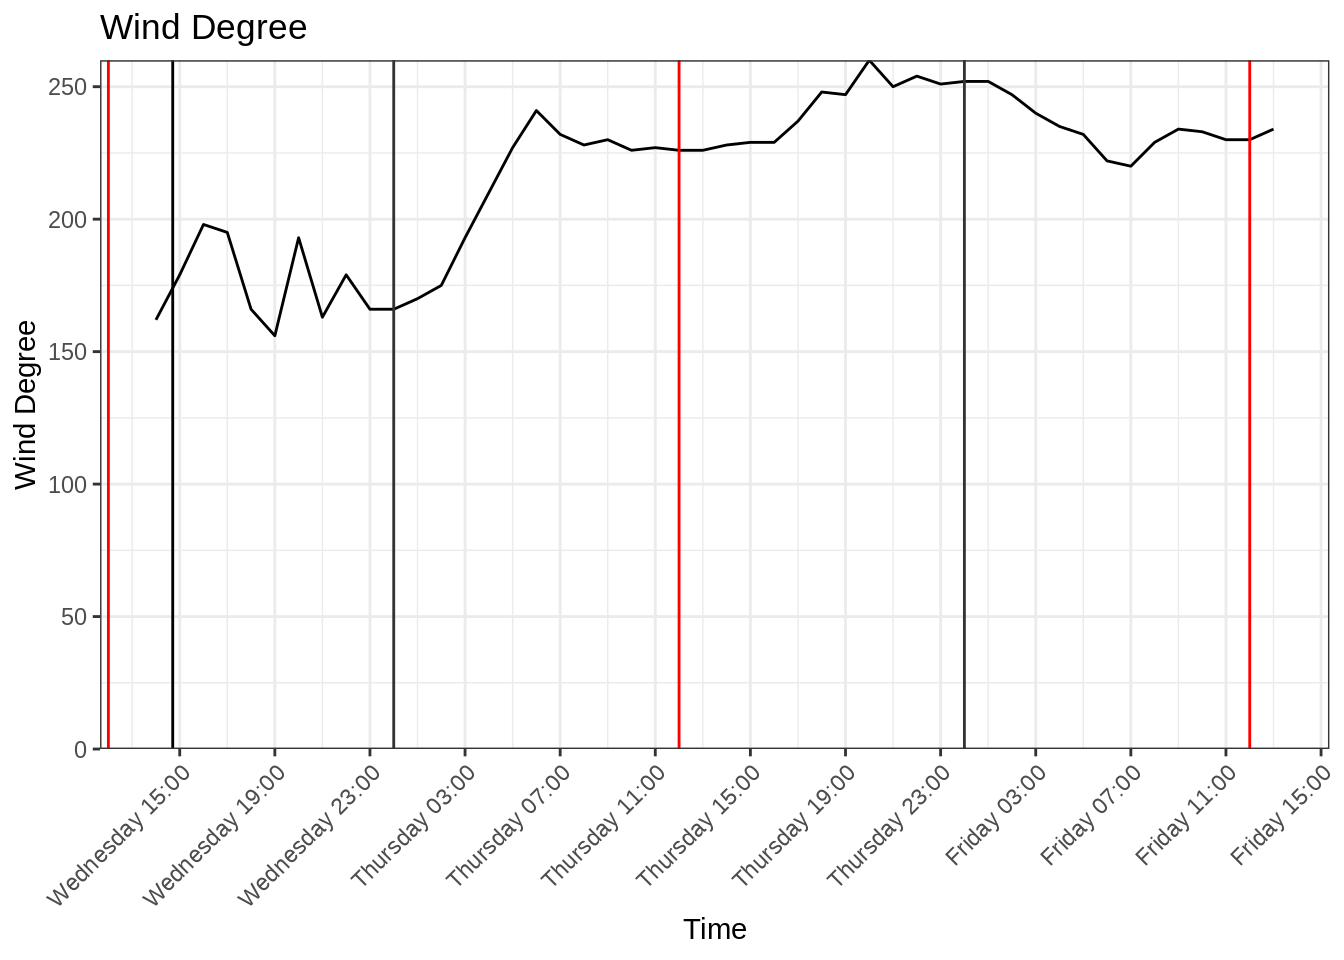 Wind Degree
Wind Degree
250
200
150
100
50
0
Wednesday 15:00
Wednesday 19:00
Wednesday 23:00
Thursday 03:00
Thursday 07:00
Thursday 11:00
Thursday 15:00
Thursday 19:00
Thursday 23:00
Friday 03:00
Friday 07:00
Friday 11:00
Friday 15:00
Time